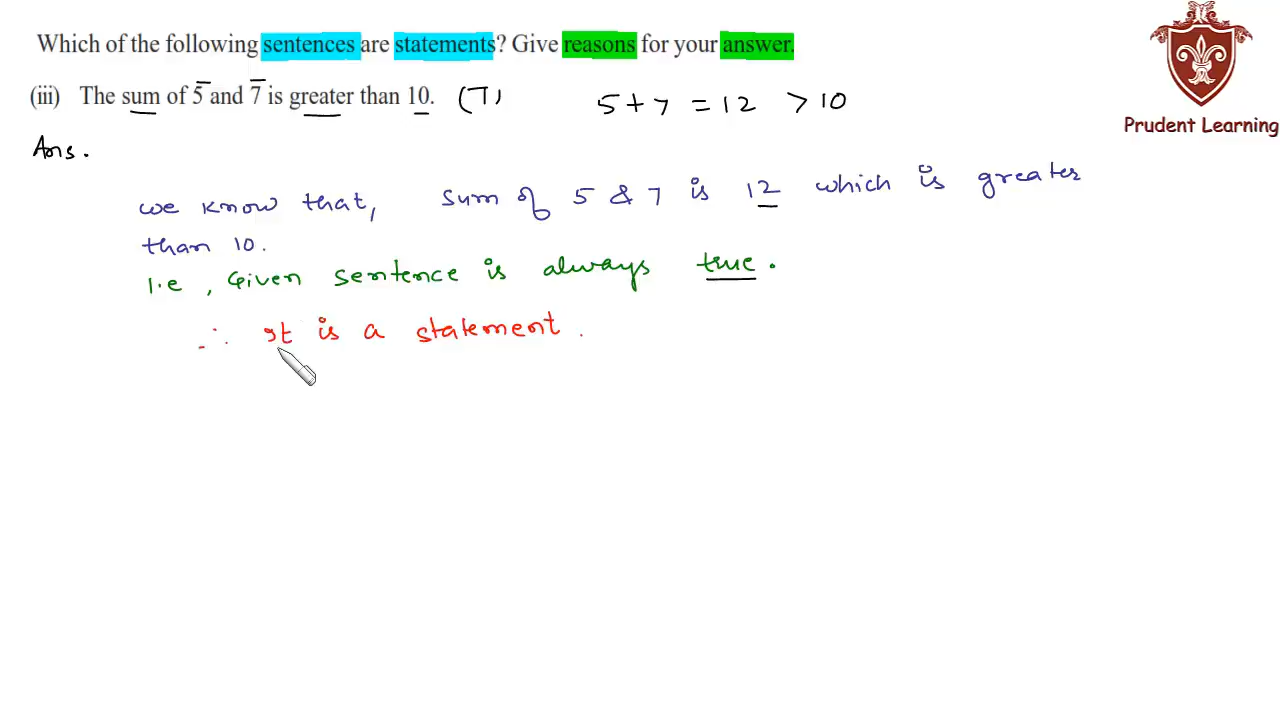 Which of the following sentences are statements? Give reasons for your answer.
Prudent Learning
(iii) The sum of 5 and 7 is greater than 10. (T) 5 + 7 = 12 > 10
Ans.
we know that, sum of 5 & 7 is 12 which is greater
than 10.
I.e, Given sentence is always true.
∴ It is a statement.